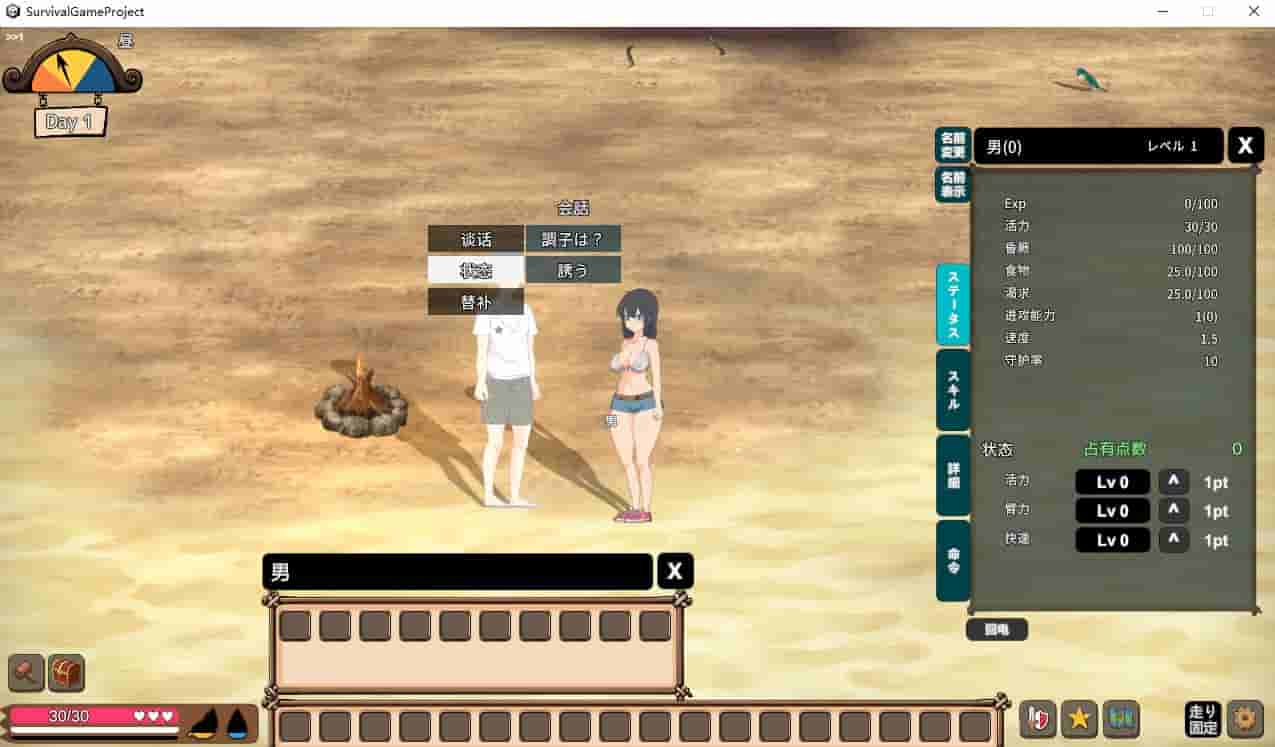 SurvivalGameProject
>>1
昼
Day 1
会話
谈话
調子は？
状态
誘う
替补
男
名前
変更
名前
表示
男(0)
レベル 1
X
Exp 0/100
活力 30/30
香睡 100/100
食物 25.0/100
渴求 25.0/100
进攻能力 1(0)
速度 1.5
守护率 10
ステータス
スキル
詳細
命令
状态 占有点数 0
活力 Lv 0 ^ 1pt
臂力 Lv 0 ^ 1pt
快速 Lv 0 ^ 1pt
男 X
30/30
走り
固定